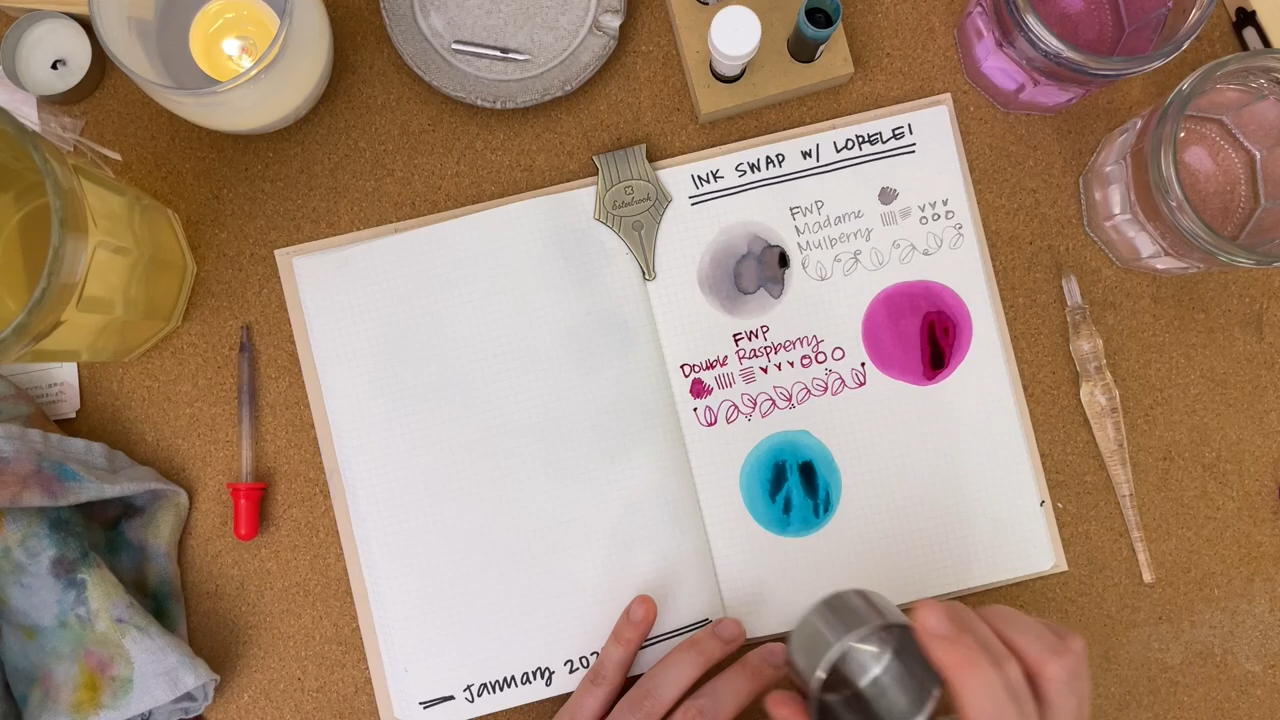 INK SWAP w/ LORELEI
Esterbrook
FWP
Madame
Mulberry
FWP
Double Raspberry
January